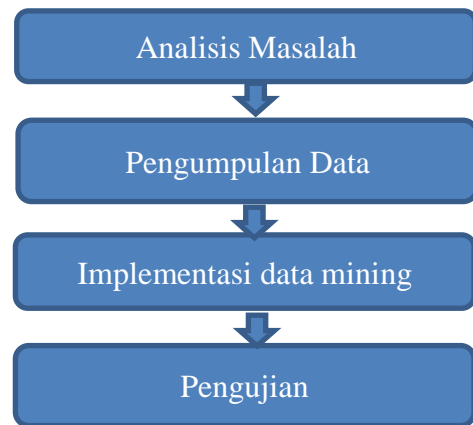 Analisis Masalah
Pengumpulan Data
Implementasi data mining
Pengujian